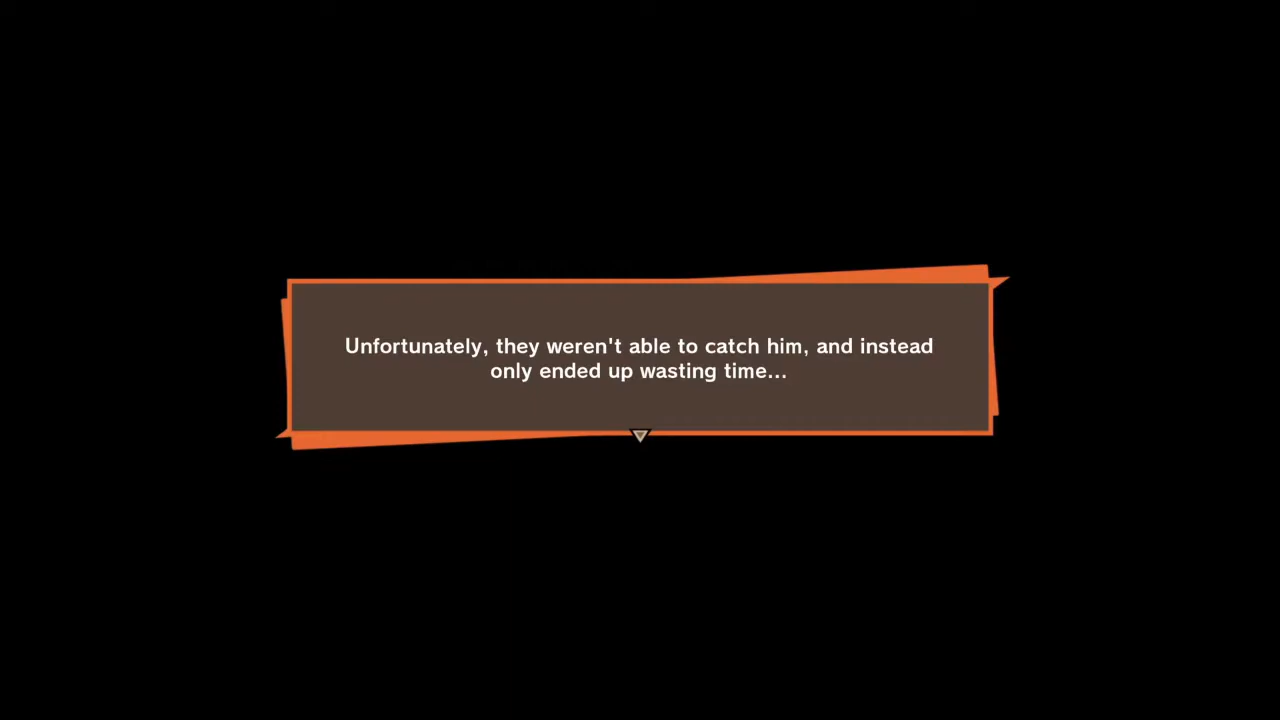 Unfortunately, they weren't able to catch him, and instead
only ended up wasting time...